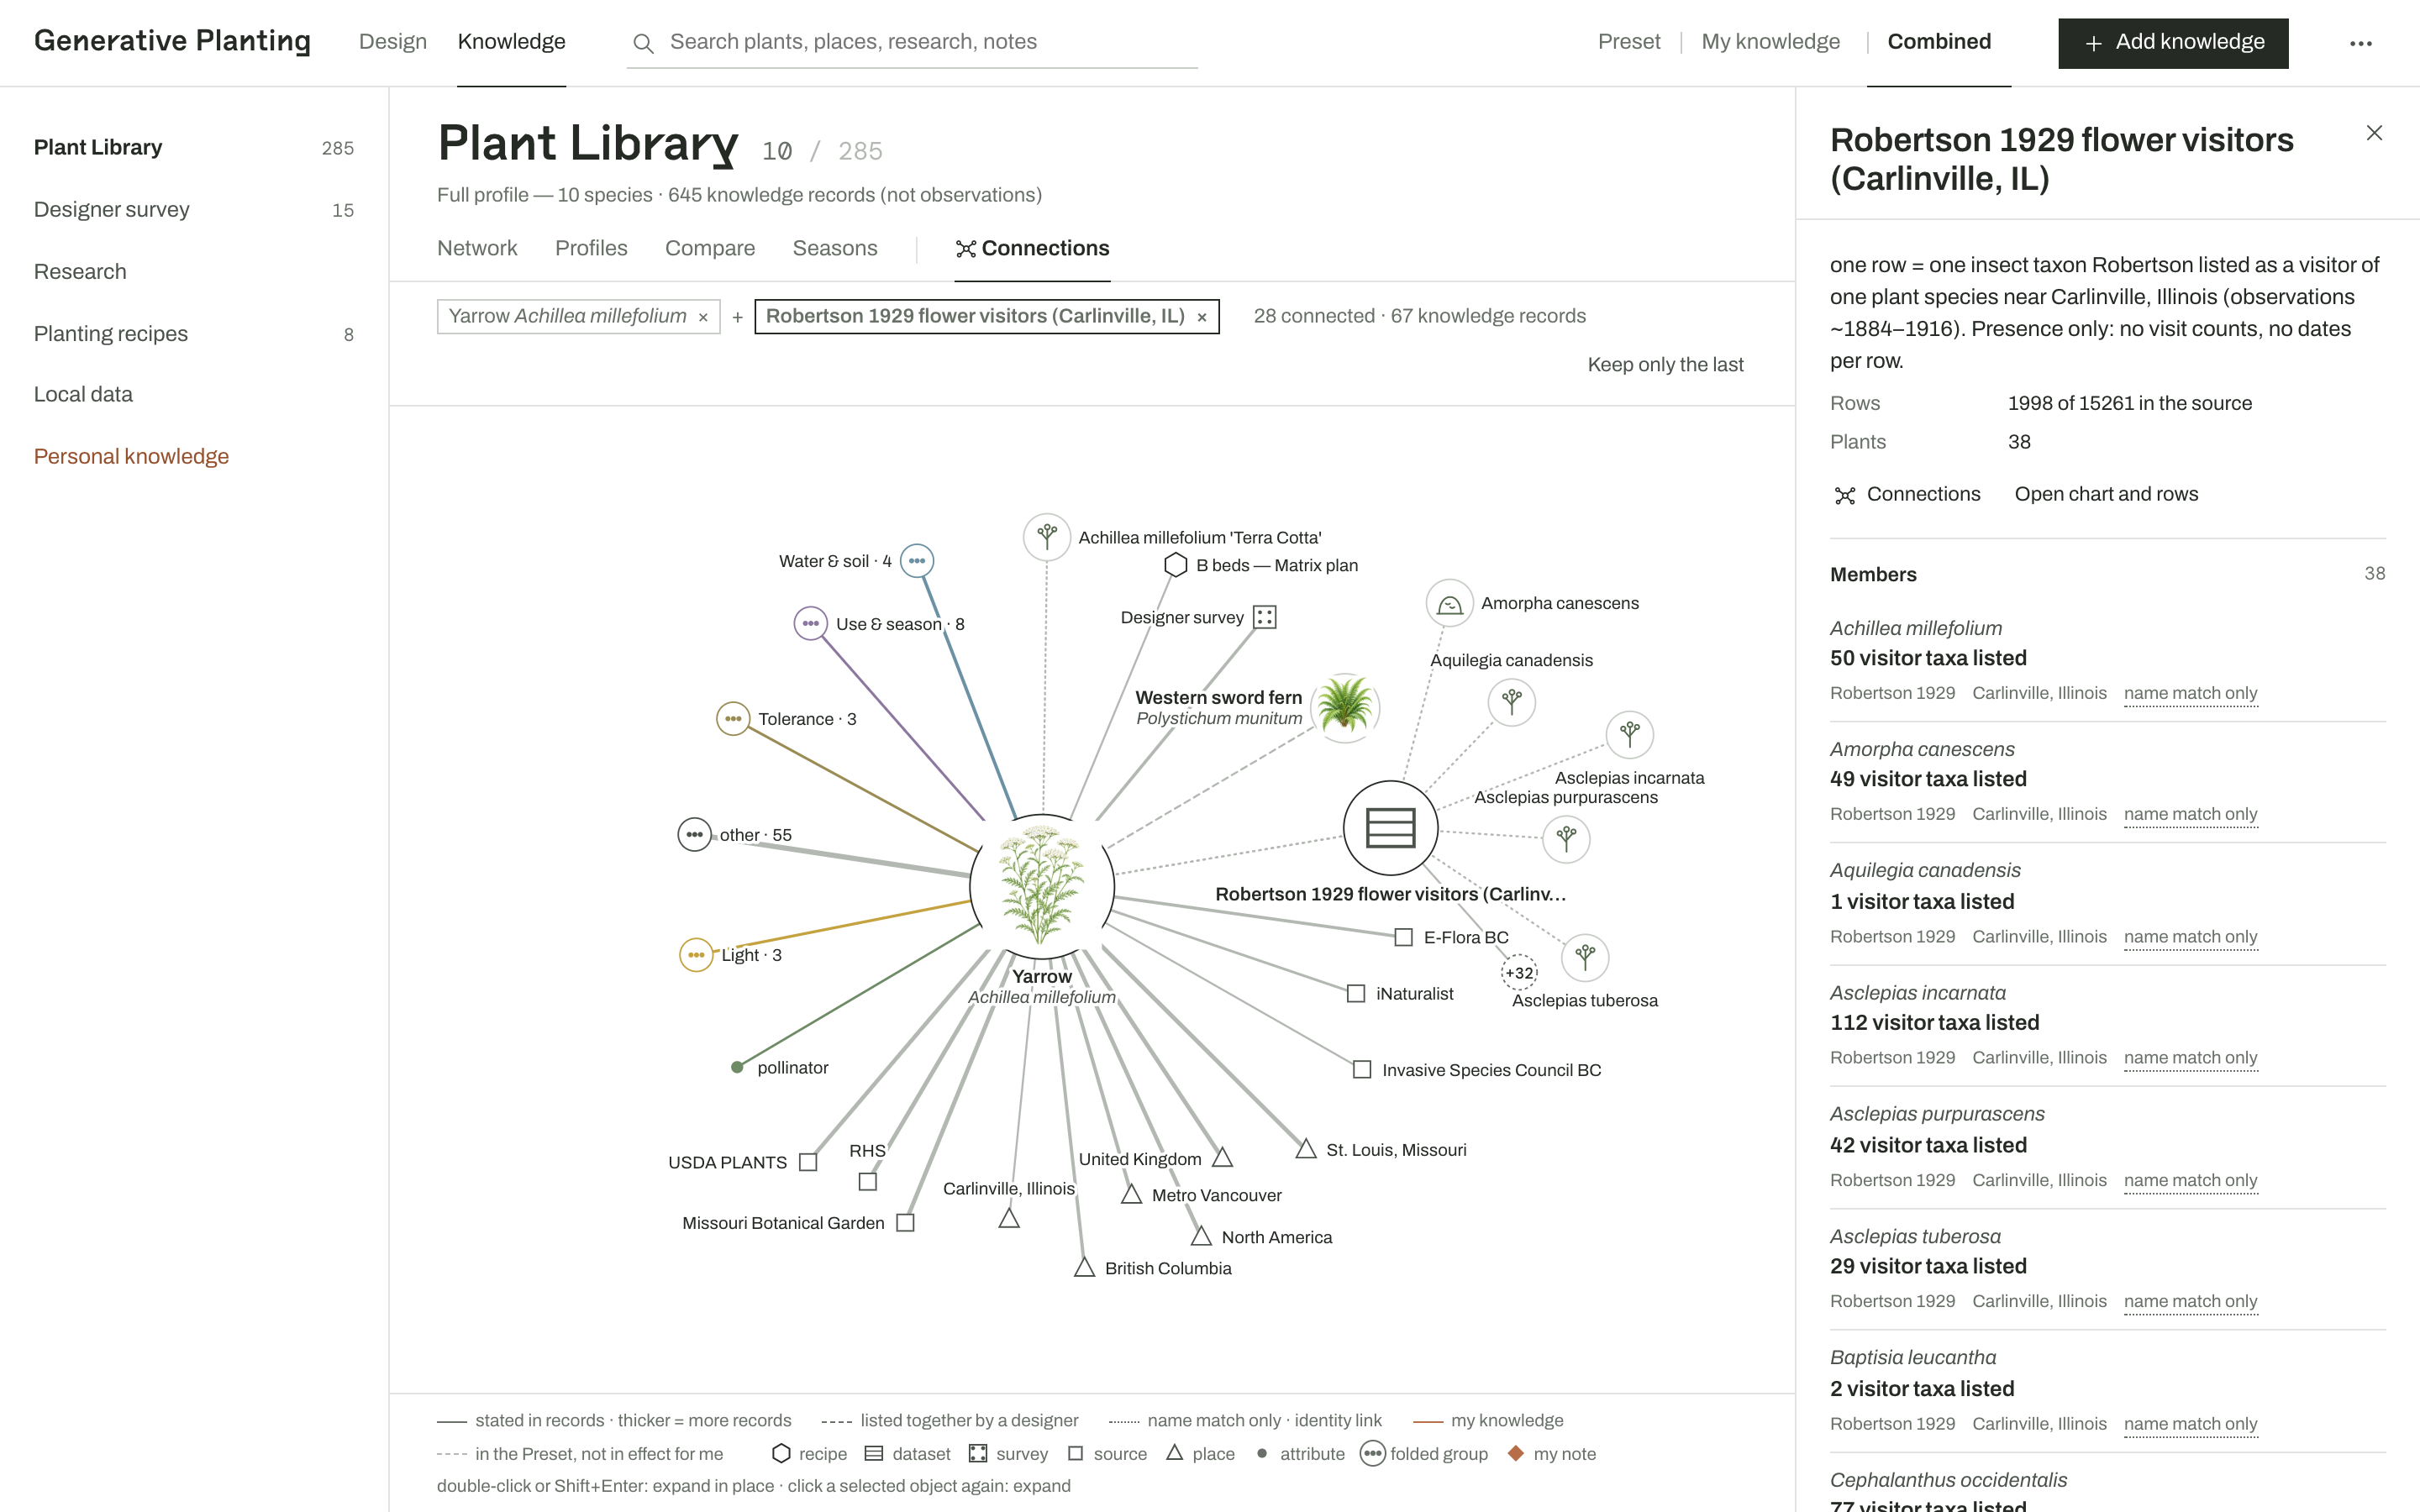 Generative Planting
Design
Knowledge
Search plants, places, research, notes
Preset
My knowledge
Combined
+ Add knowledge
Plant Library 285
Designer survey 15
Research
Planting recipes 8
Local data
Personal knowledge
Plant Library 10 / 285
Full profile — 10 species · 645 knowledge records (not observations)
Network
Profiles
Compare
Seasons
Connections
Yarrow Achillea millefolium ×
+
Robertson 1929 flower visitors (Carlinville, IL) ×
28 connected · 67 knowledge records
Keep only the last
Achillea millefolium 'Terra Cotta'
Water & soil · 4
B beds — Matrix plan
Amorpha canescens
Designer survey
Use & season · 8
Aquilegia canadensis
Western sword fern
Polystichum munitum
Tolerance · 3
Asclepias incarnata
Asclepias purpurascens
other · 55
Robertson 1929 flower visitors (Carlinv…
E-Flora BC
Light · 3
+32
Yarrow
Achillea millefolium
iNaturalist
Asclepias tuberosa
pollinator
Invasive Species Council BC
USDA PLANTS
RHS
United Kingdom
St. Louis, Missouri
Carlinville, Illinois
Metro Vancouver
Missouri Botanical Garden
North America
British Columbia
stated in records · thicker = more records
listed together by a designer
name match only · identity link
my knowledge
in the Preset, not in effect for me
recipe
dataset
survey
source
place
attribute
folded group
my note
double-click or Shift+Enter: expand in place · click a selected object again: expand
Robertson 1929 flower visitors
(Carlinville, IL)
one row = one insect taxon Robertson listed as a visitor of
one plant species near Carlinville, Illinois (observations
~1884–1916). Presence only: no visit counts, no dates
per row.
Rows 1998 of 15261 in the source
Plants 38
Connections
Open chart and rows
Members 38
Achillea millefolium
50 visitor taxa listed
Robertson 1929 Carlinville, Illinois name match only
Amorpha canescens
49 visitor taxa listed
Robertson 1929 Carlinville, Illinois name match only
Aquilegia canadensis
1 visitor taxa listed
Robertson 1929 Carlinville, Illinois name match only
Asclepias incarnata
112 visitor taxa listed
Robertson 1929 Carlinville, Illinois name match only
Asclepias purpurascens
42 visitor taxa listed
Robertson 1929 Carlinville, Illinois name match only
Asclepias tuberosa
29 visitor taxa listed
Robertson 1929 Carlinville, Illinois name match only
Baptisia leucantha
2 visitor taxa listed
Robertson 1929 Carlinville, Illinois name match only
Cephalanthus occidentalis
77 visitor taxa listed